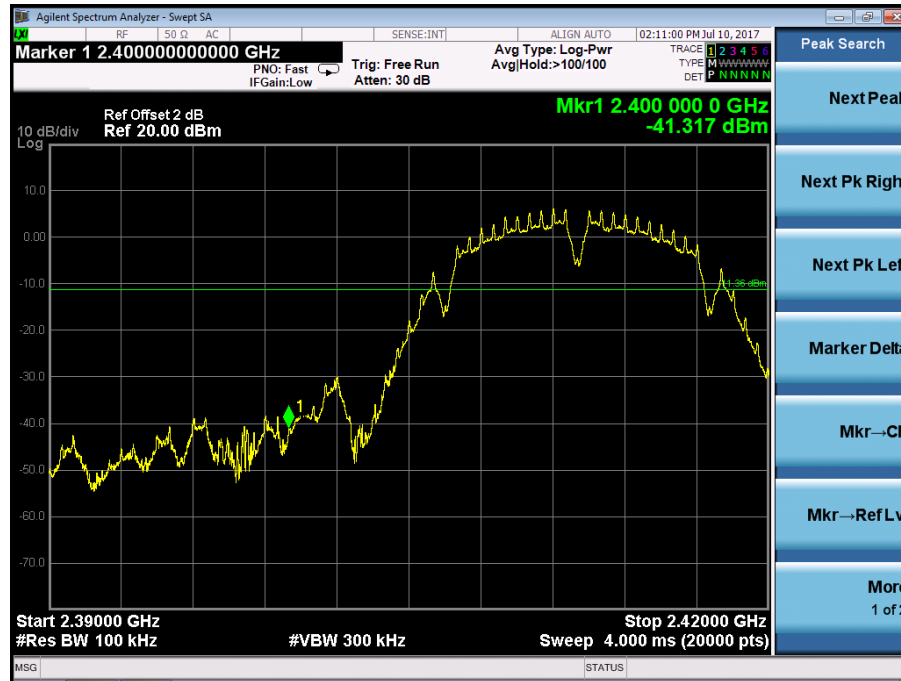 Agilent Spectrum Analyzer - Swept SA
LXI RF 50 Ω AC SENSE:INT ALIGN AUTO 02:11:00 PM Jul 10, 2017
Marker 1 2.400000000000 GHz
PNO: Fast
IFGain:Low
Trig: Free Run
Atten: 30 dB
Avg Type: Log-Pwr
Avg|Hold:>100/100
TRACE 1 2 3 4 5 6
TYPE M W W W W W
DET P N N N N N
Peak Search
Next Peal
Next Pk Righ
Next Pk Lef
Marker Delta
Mkr→CF
Mkr→Ref Lv
More
1 of 2
Ref Offset 2 dB
10 dB/div Ref 20.00 dBm
Log
Mkr1 2.400 000 0 GHz
-41.317 dBm
10.0
0.00
-10.0
-20.0
-30.0
-40.0
-50.0
-60.0
-70.0
1
Start 2.39000 GHz
Stop 2.42000 GHz
#Res BW 100 kHz
#VBW 300 kHz
Sweep 4.000 ms (20000 pts)
MSG
STATUS